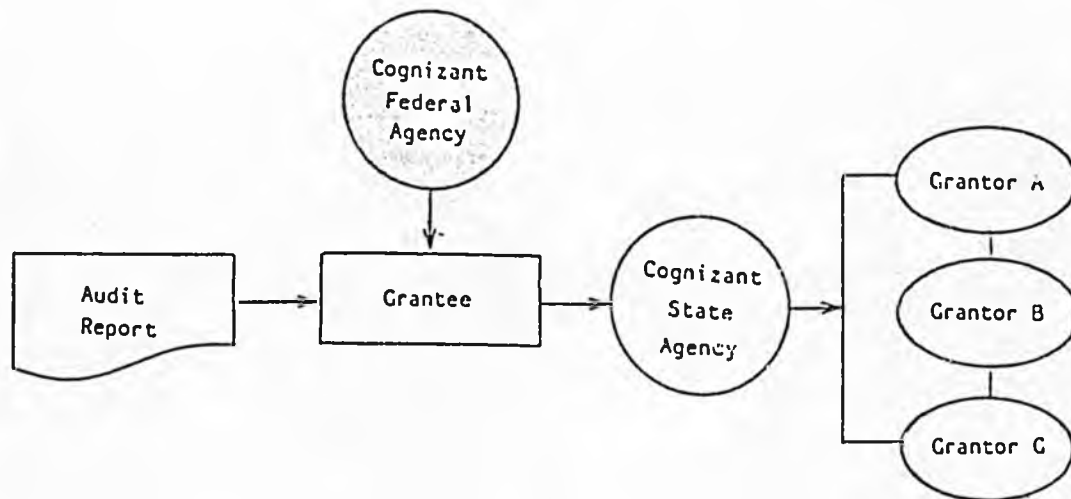 Cognizant
Federal
Agency
Audit
Report
Grantee
Cognizant
State
Agency
Grantor A
Grantor B
Grantor C